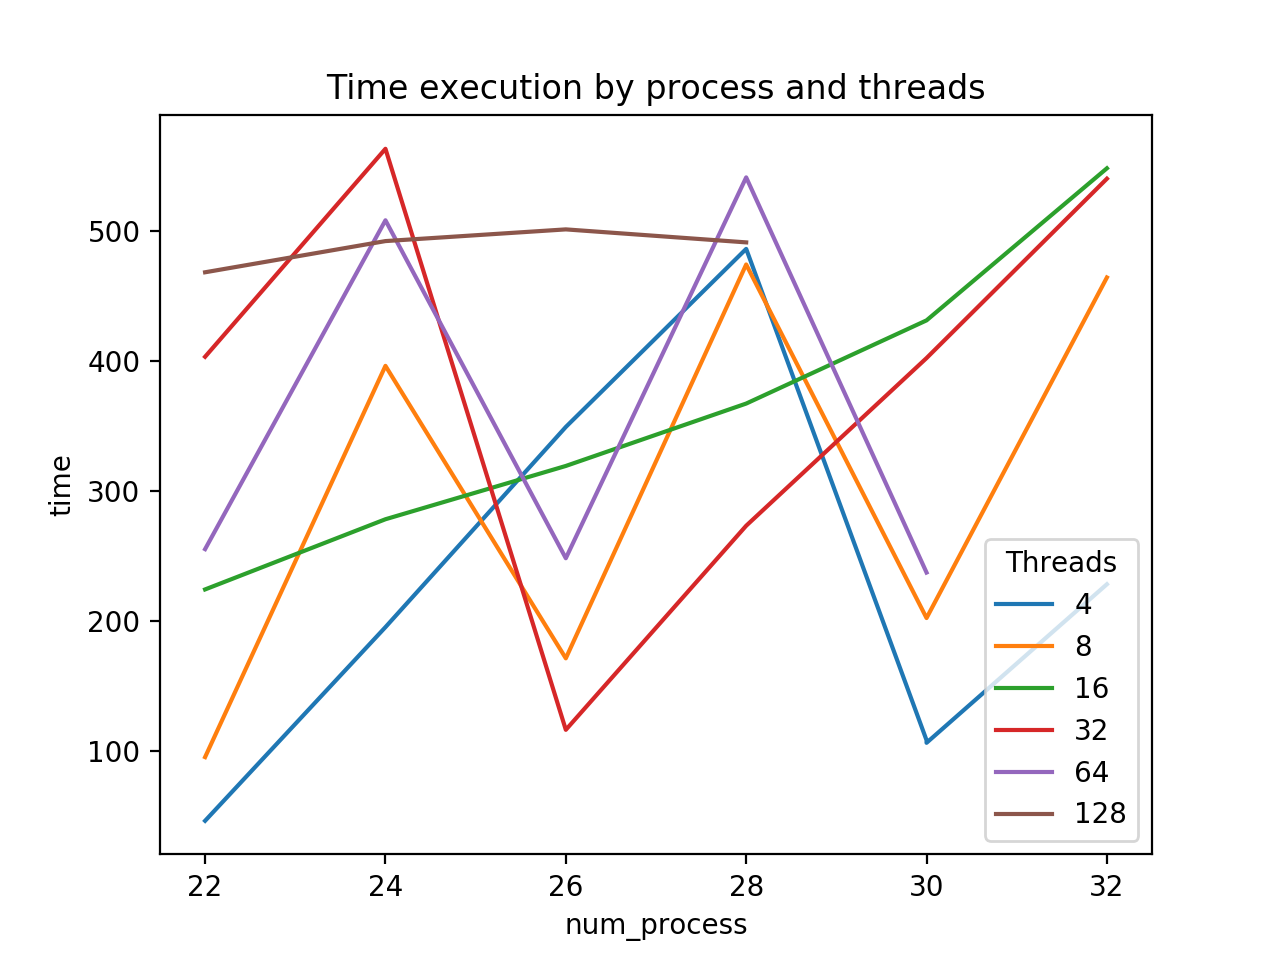 Time execution by process and threads
time
500
400
300
200
100
22 24 26 28 30 32
num_process
Threads
4
8
16
32
64
128